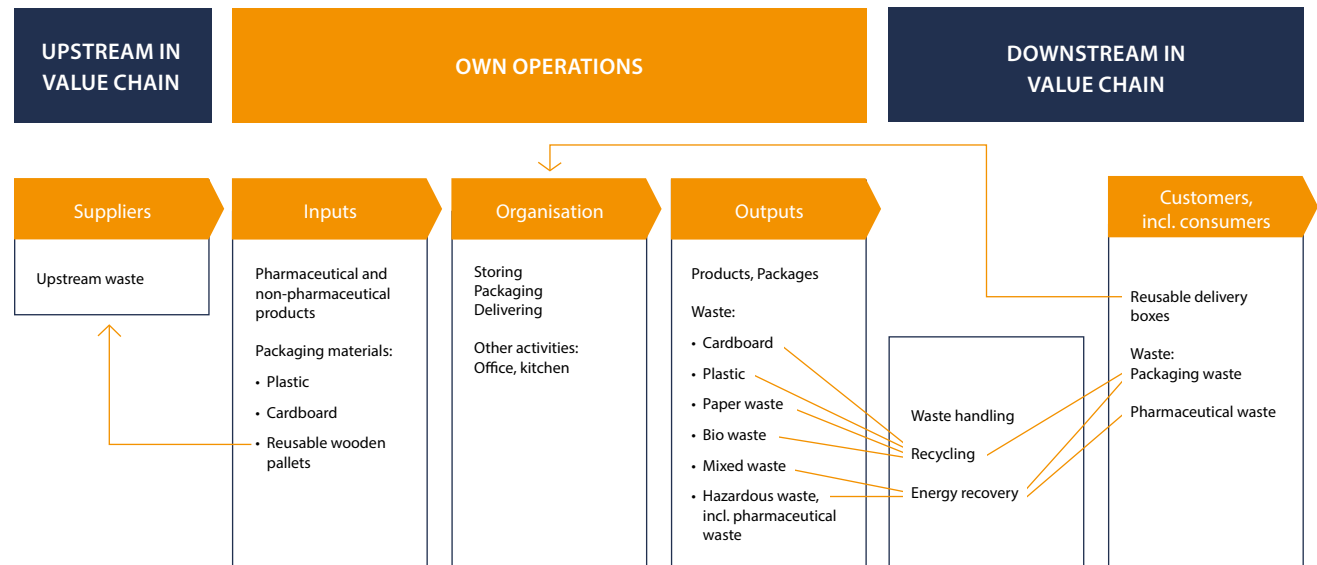 UPSTREAM IN
VALUE CHAIN
OWN OPERATIONS
DOWNSTREAM IN
VALUE CHAIN
Suppliers
Upstream waste
Inputs
Pharmaceutical and
non-pharmaceutical
products
Packaging materials:
• Plastic
• Cardboard
• Reusable wooden
pallets
Organisation
Storing
Packaging
Delivering
Other activities:
Office, kitchen
Outputs
Products, Packages
Waste:
• Cardboard
• Plastic
• Paper waste
• Bio waste
• Mixed waste
• Hazardous waste,
incl. pharmaceutical
waste
Waste handling
Recycling
Energy recovery
Customers,
incl. consumers
Reusable delivery
boxes
Waste:
Packaging waste
Pharmaceutical waste